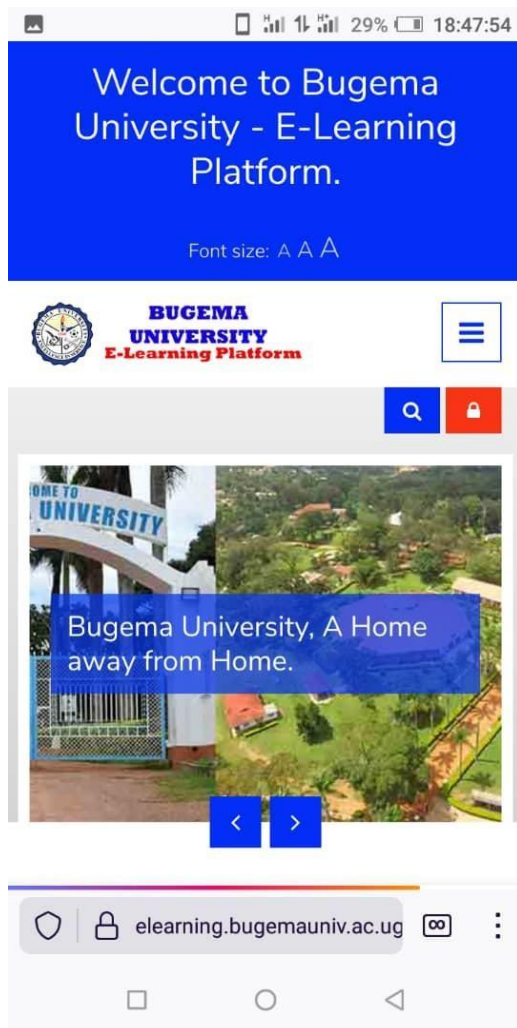 29% 18:47:54
Welcome to Bugema
University - E-Learning
Platform.
Font size: A A A
BUGEMA
UNIVERSITY
E-Learning Platform
OME TO
UNIVERSITY
Bugema University, A Home
away from Home.
elearning.bugemauniv.ac.ug